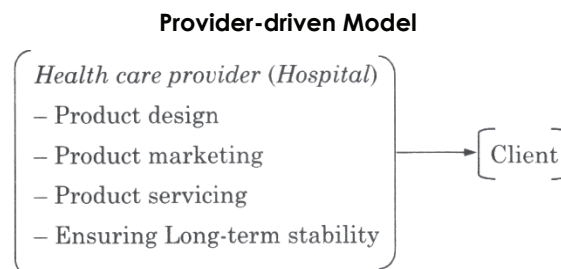 Provider-driven Model
Health care provider (Hospital)
– Product design
– Product marketing
– Product servicing
– Ensuring Long-term stability
Client